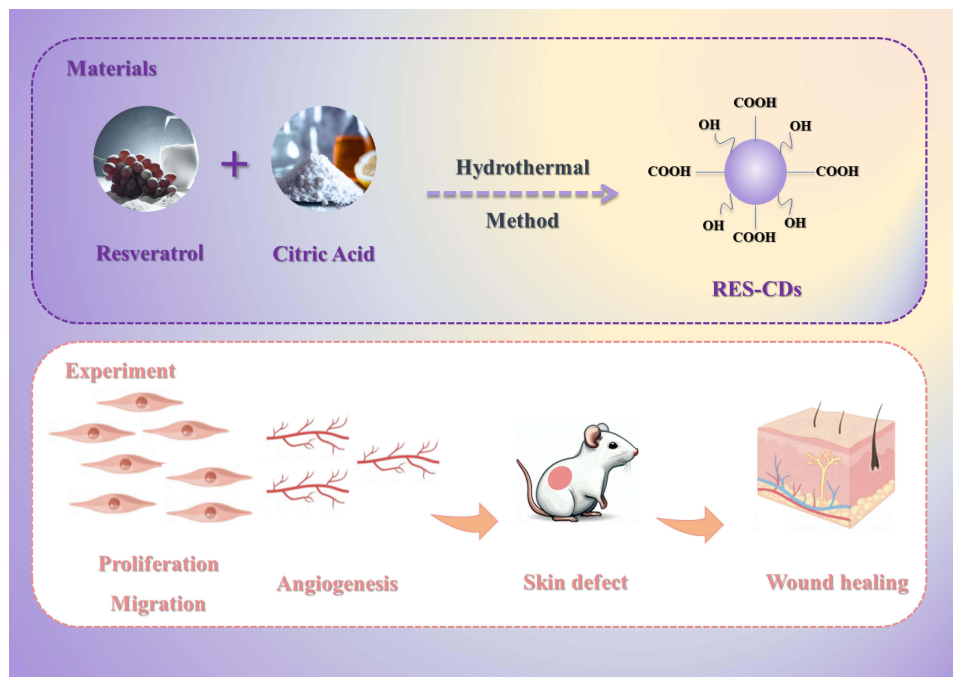 Materials
Resveratrol
+
Citric Acid
Hydrothermal
Method
COOH
OH
OH
COOH
COOH
OH
OH
COOH
RES-CDs
Experiment
Proliferation
Migration
Angiogenesis
Skin defect
Wound healing